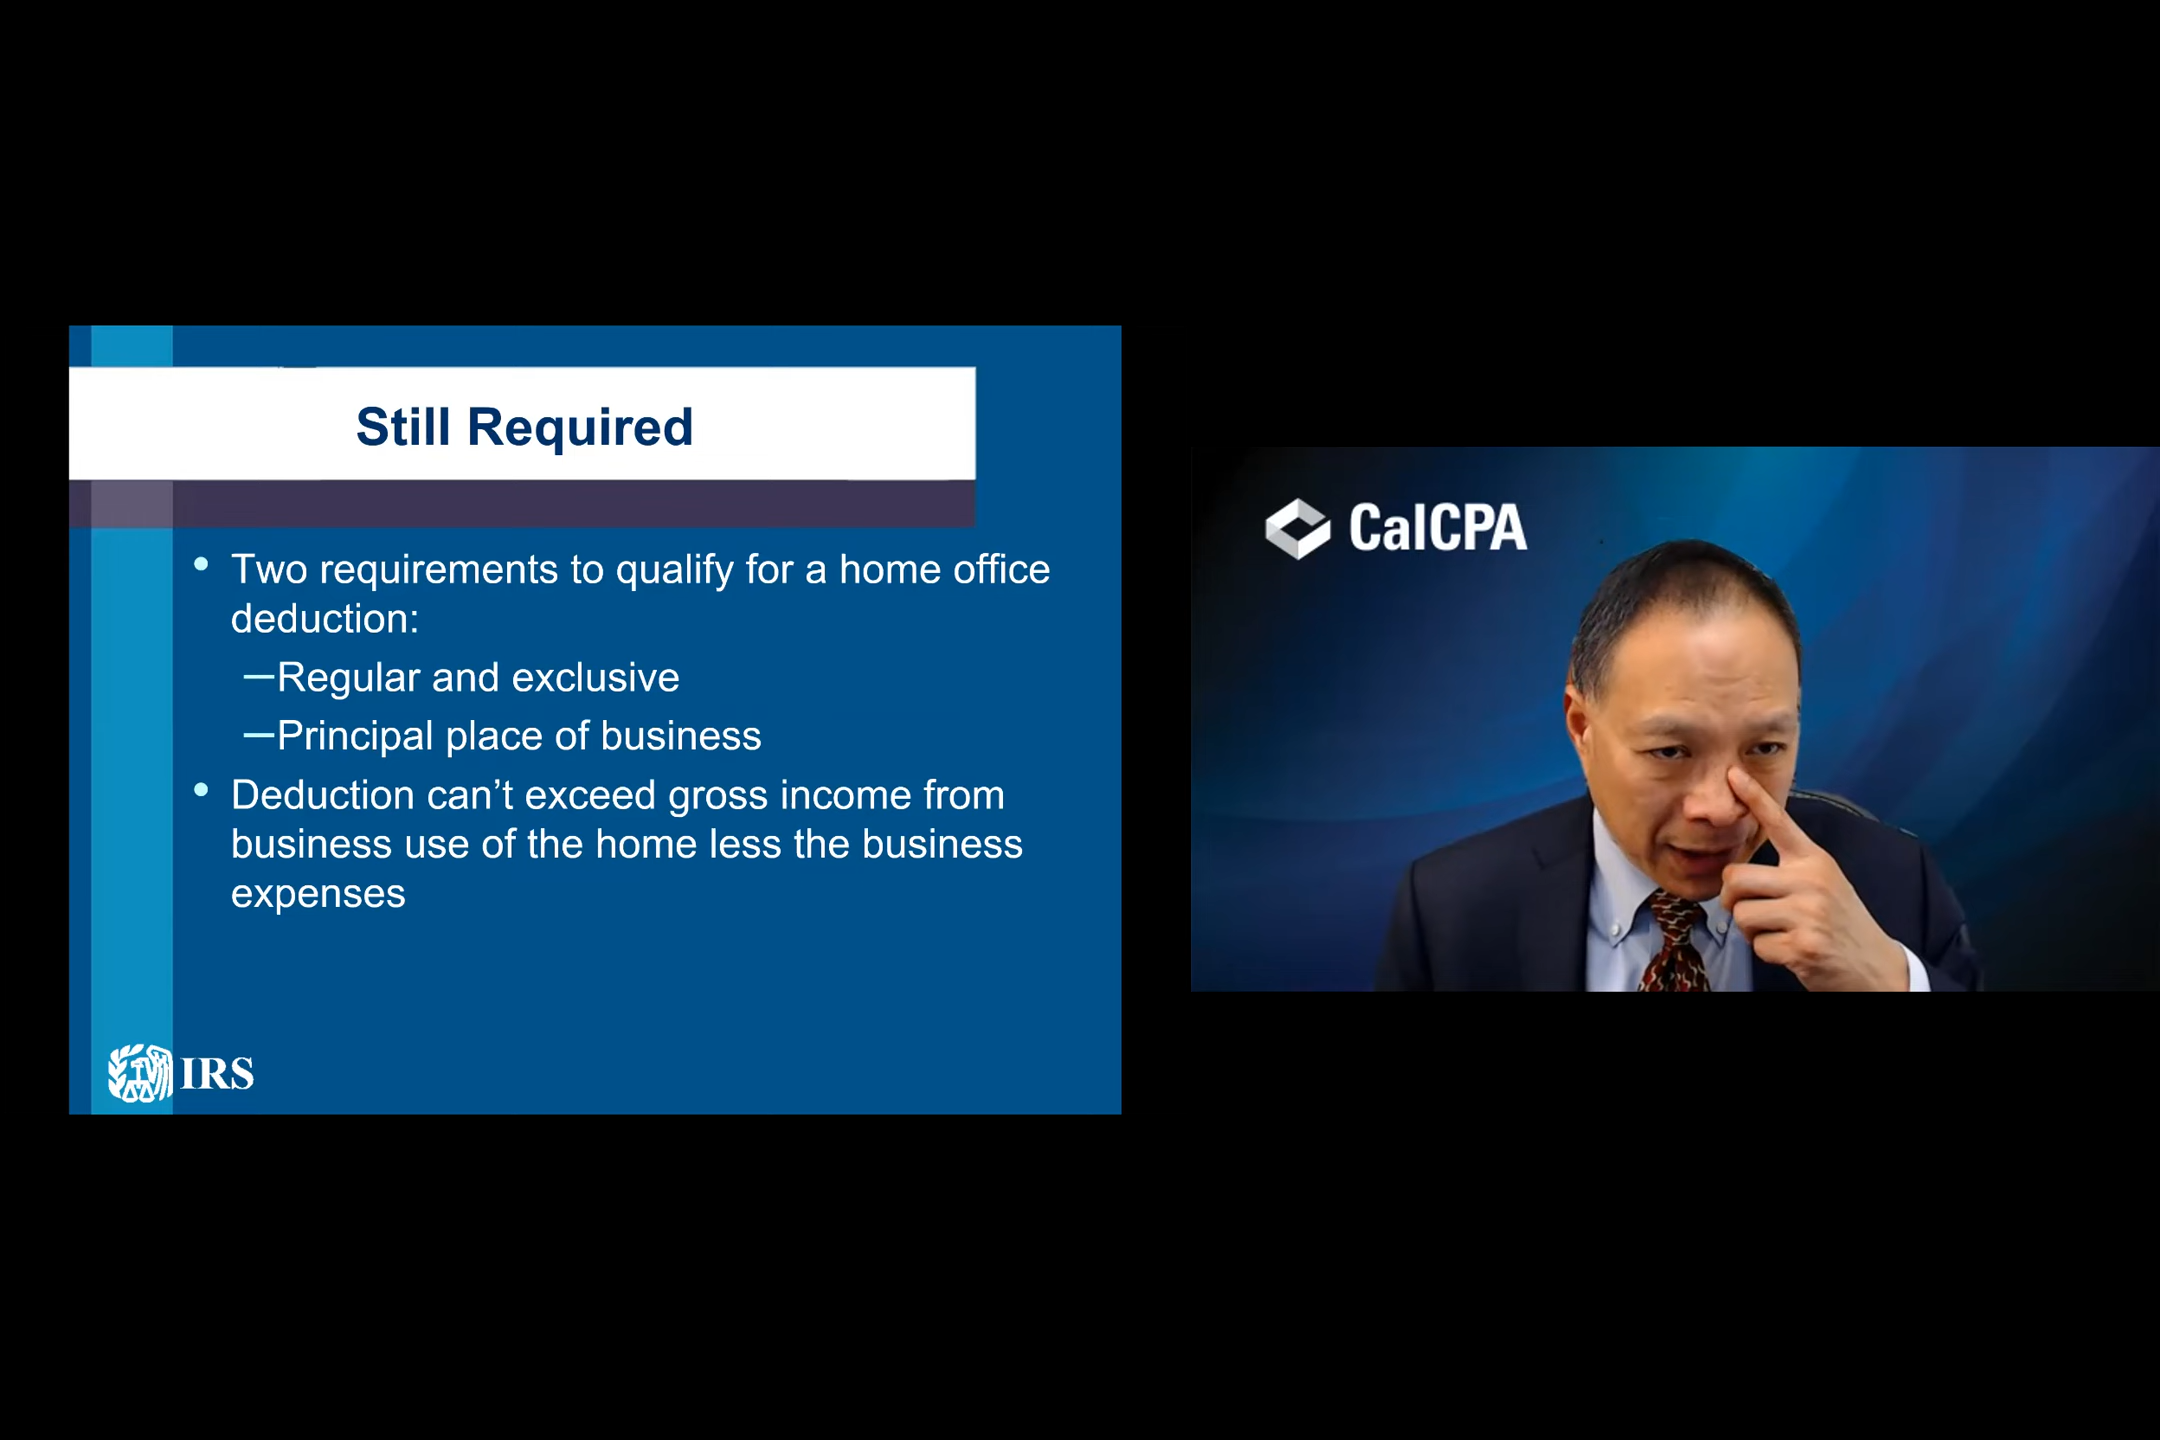 Still Required
• Two requirements to qualify for a home office
deduction:
—Regular and exclusive
—Principal place of business
• Deduction can’t exceed gross income from
business use of the home less the business
expenses
IRS
CalCPA